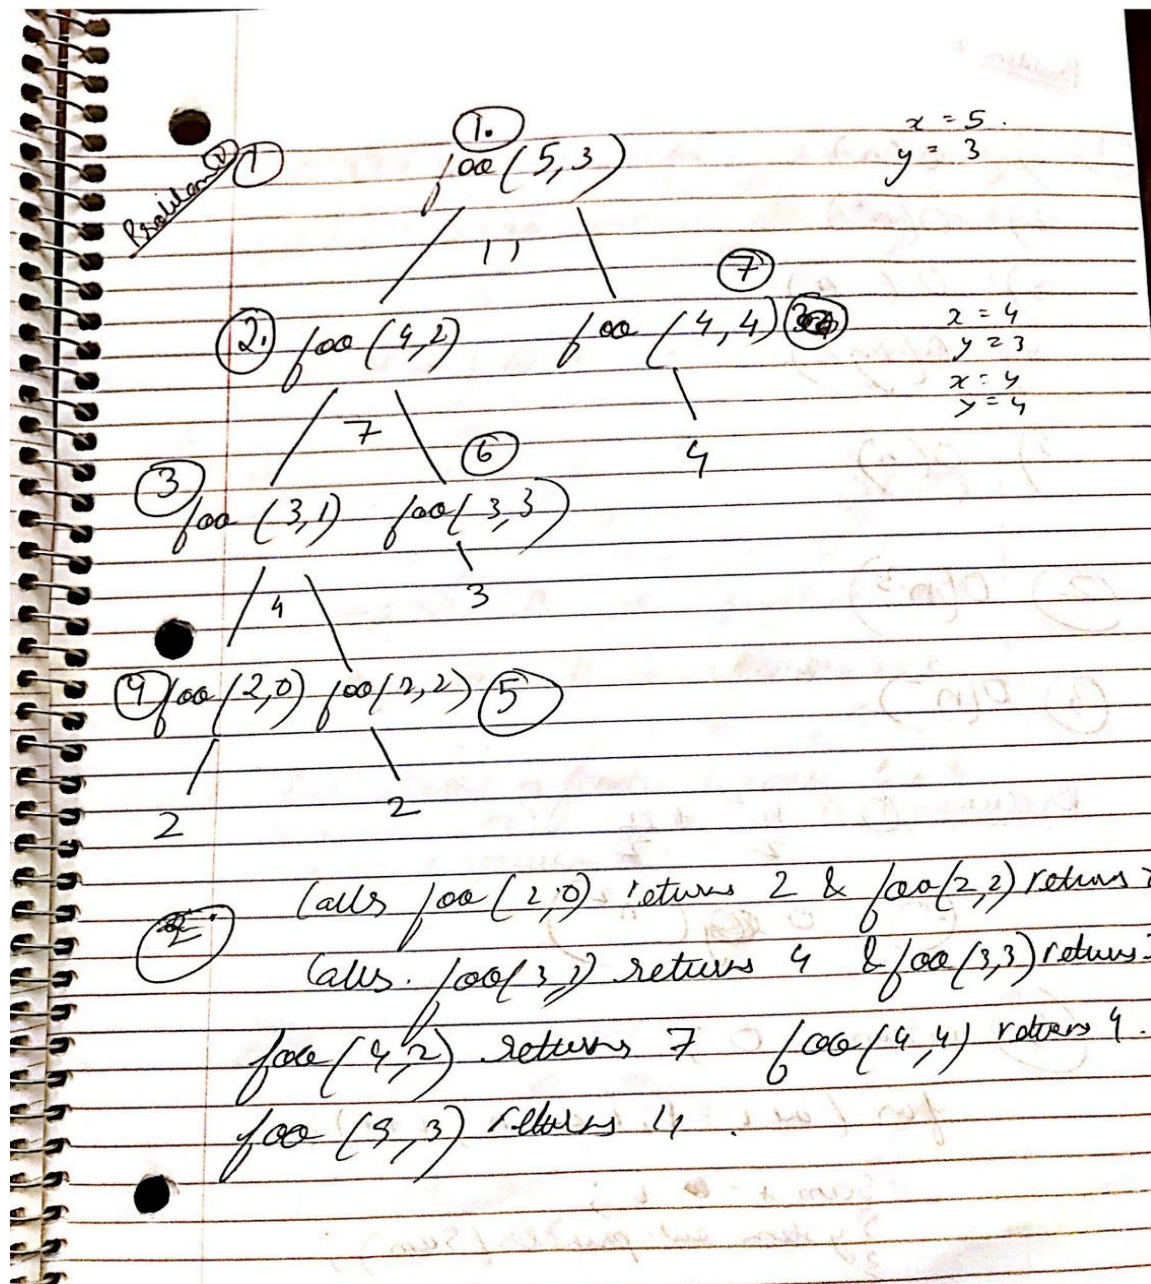 1.
x = 5.
Problem ① 
foo(5,3)
y = 3
11
7
2. foo(4,2) foo(4,4)
x = 4
y = 3
x = 4
y = 4
7
6
4
3
foo(3,1) foo(3,3)
4
3
4 foo(2,0) foo(2,2) 5
2
2
Calls foo(2,0) returns 2 & foo(2,2) returns
2.
Calls. foo(3,1) returns 4 & foo(3,3) returns
foo(4,2) returns 7 foo(4,4) returns 4.
foo(5,3) returns 11.